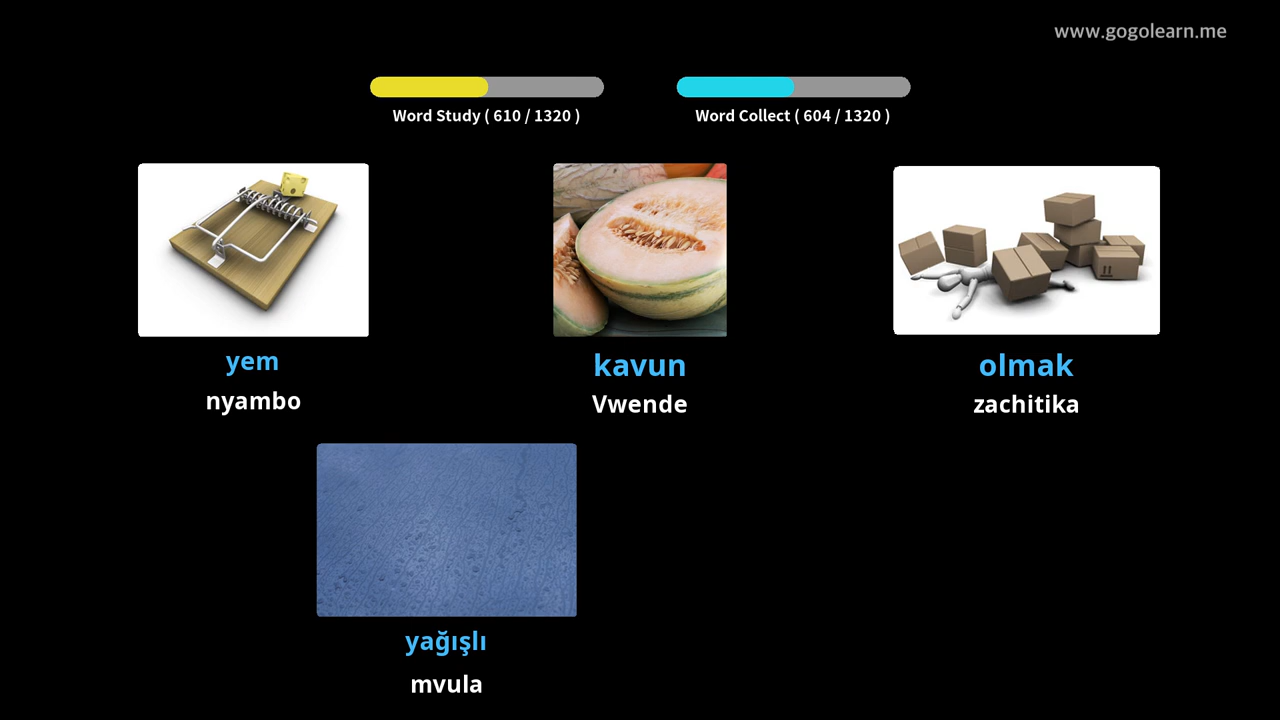 www.gogolearn.me
Word Study ( 610 / 1320 )
Word Collect ( 604 / 1320 )
yem
nyambo
kavun
Vwende
olmak
zachitika
yağışlı
mvula